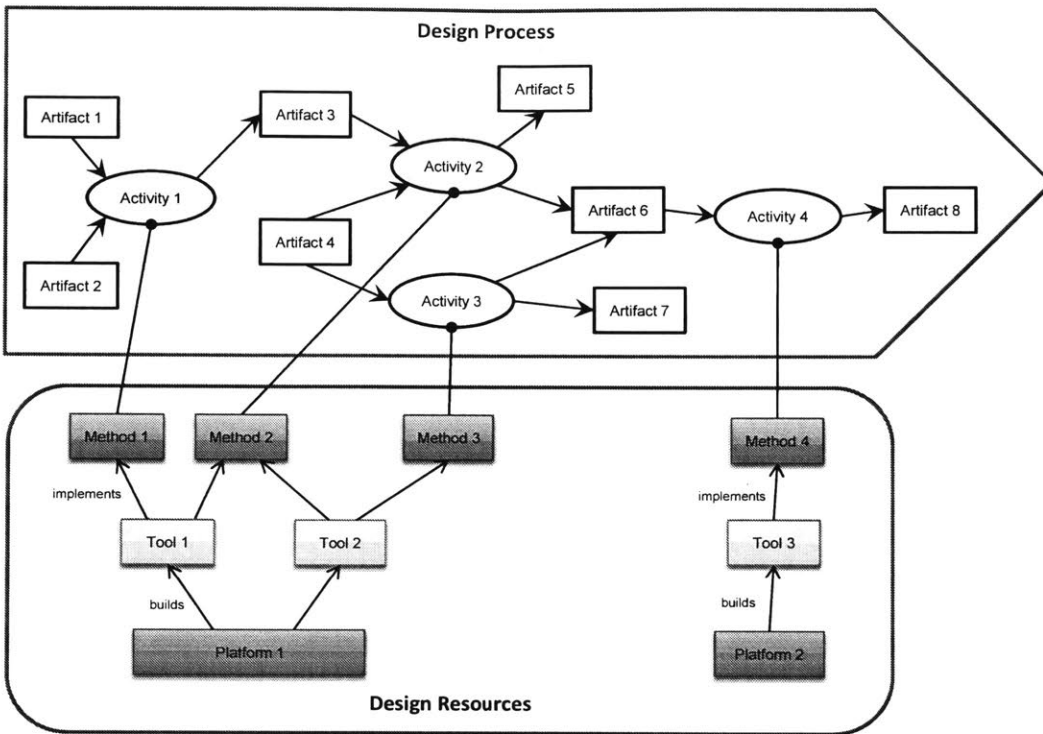 Design Process
Artifact 1
Artifact 3
Artifact 5
Activity 1
Activity 2
Artifact 2
Artifact 4
Artifact 6
Activity 4
Artifact 8
Activity 3
Artifact 7
Method 1
Method 2
Method 3
Method 4
implements
implements
Tool 1
Tool 2
Tool 3
builds
builds
Platform 1
Platform 2
Design Resources